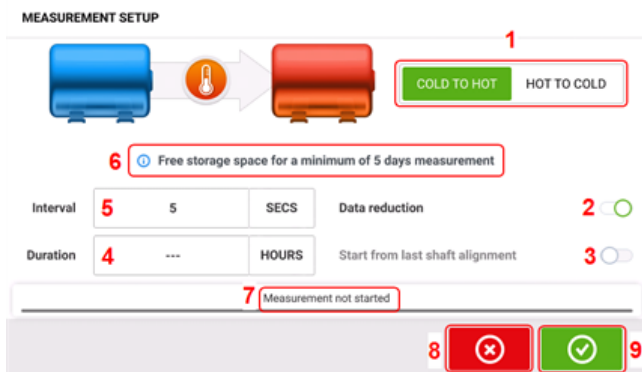 MEASUREMENT SETUP
1
COLD TO HOT HOT TO COLD
6 Free storage space for a minimum of 5 days measurement
Interval 5 5 SECS Data reduction 2
Duration 4 --- HOURS Start from last shaft alignment 3
7 Measurement not started
8 9